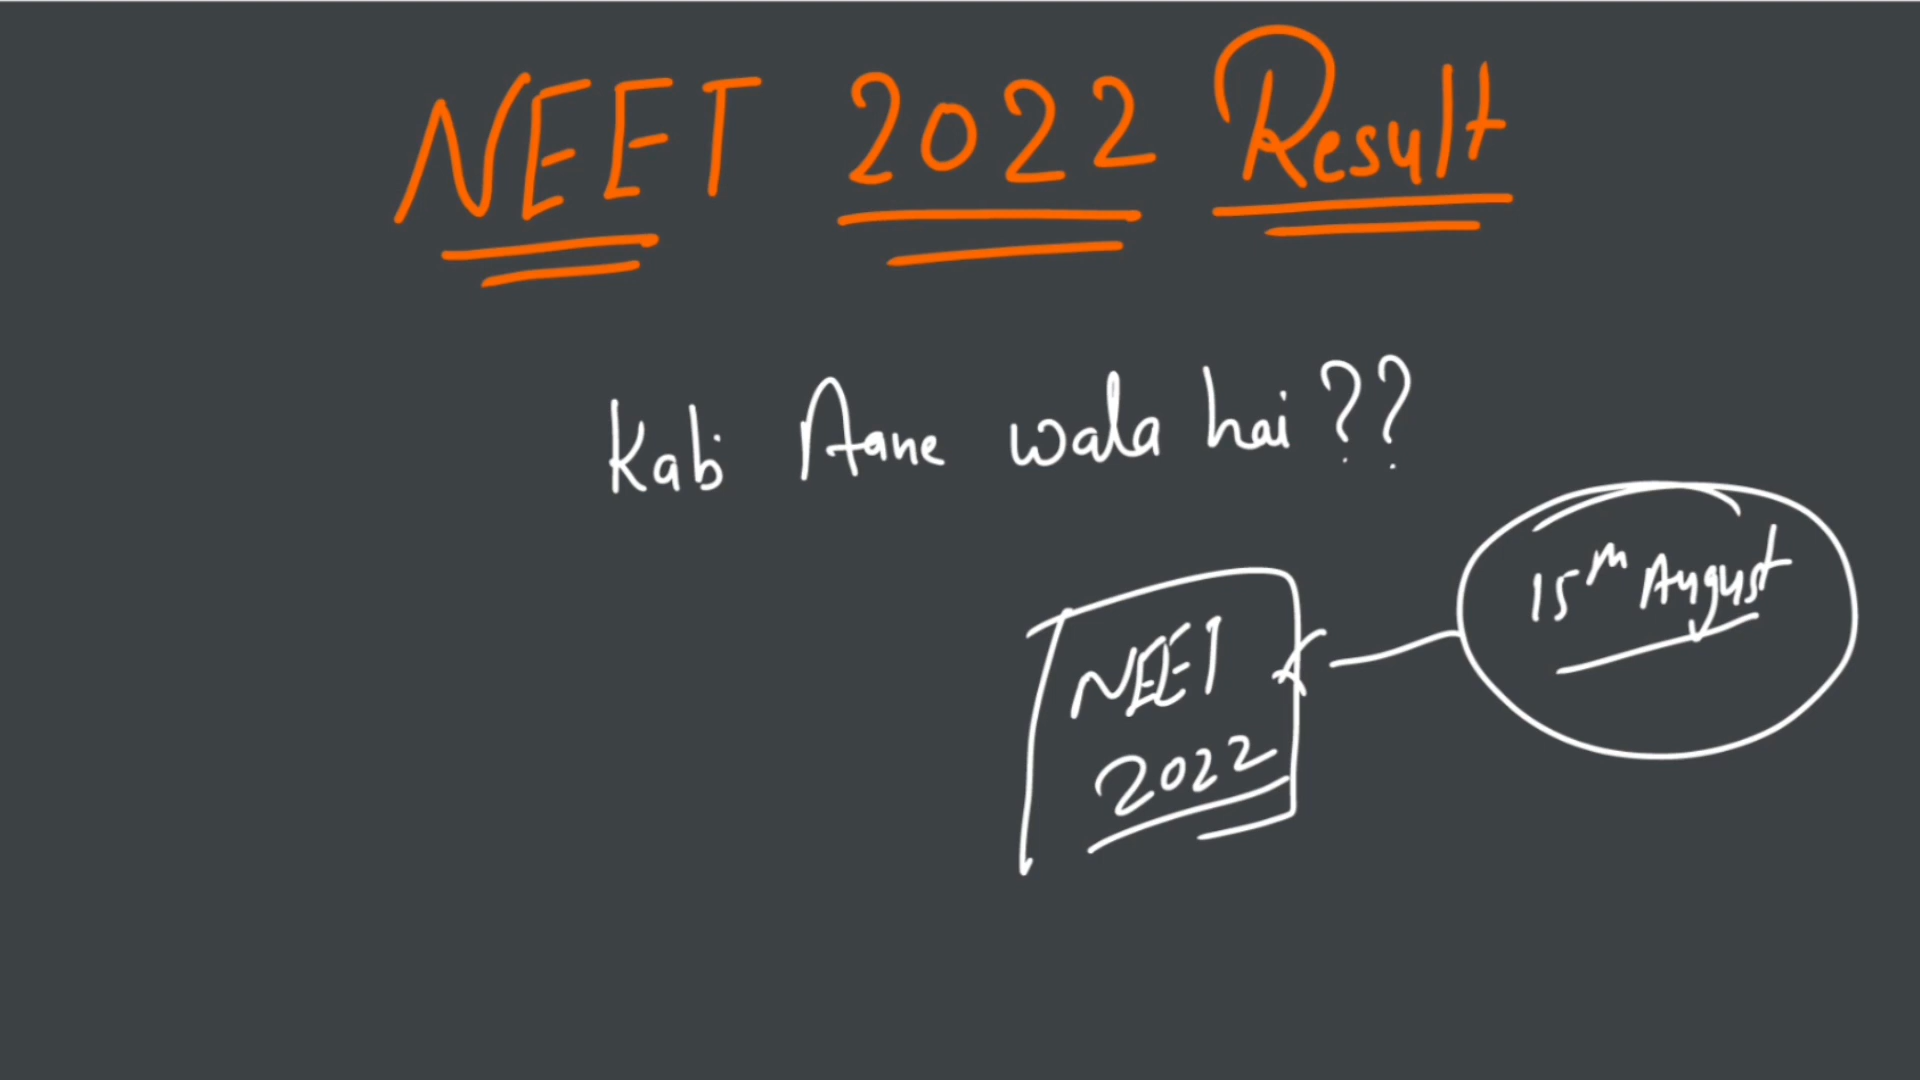 NEET 2022 Result
Kab Aane wala hai ??
15th August
NEET
2022